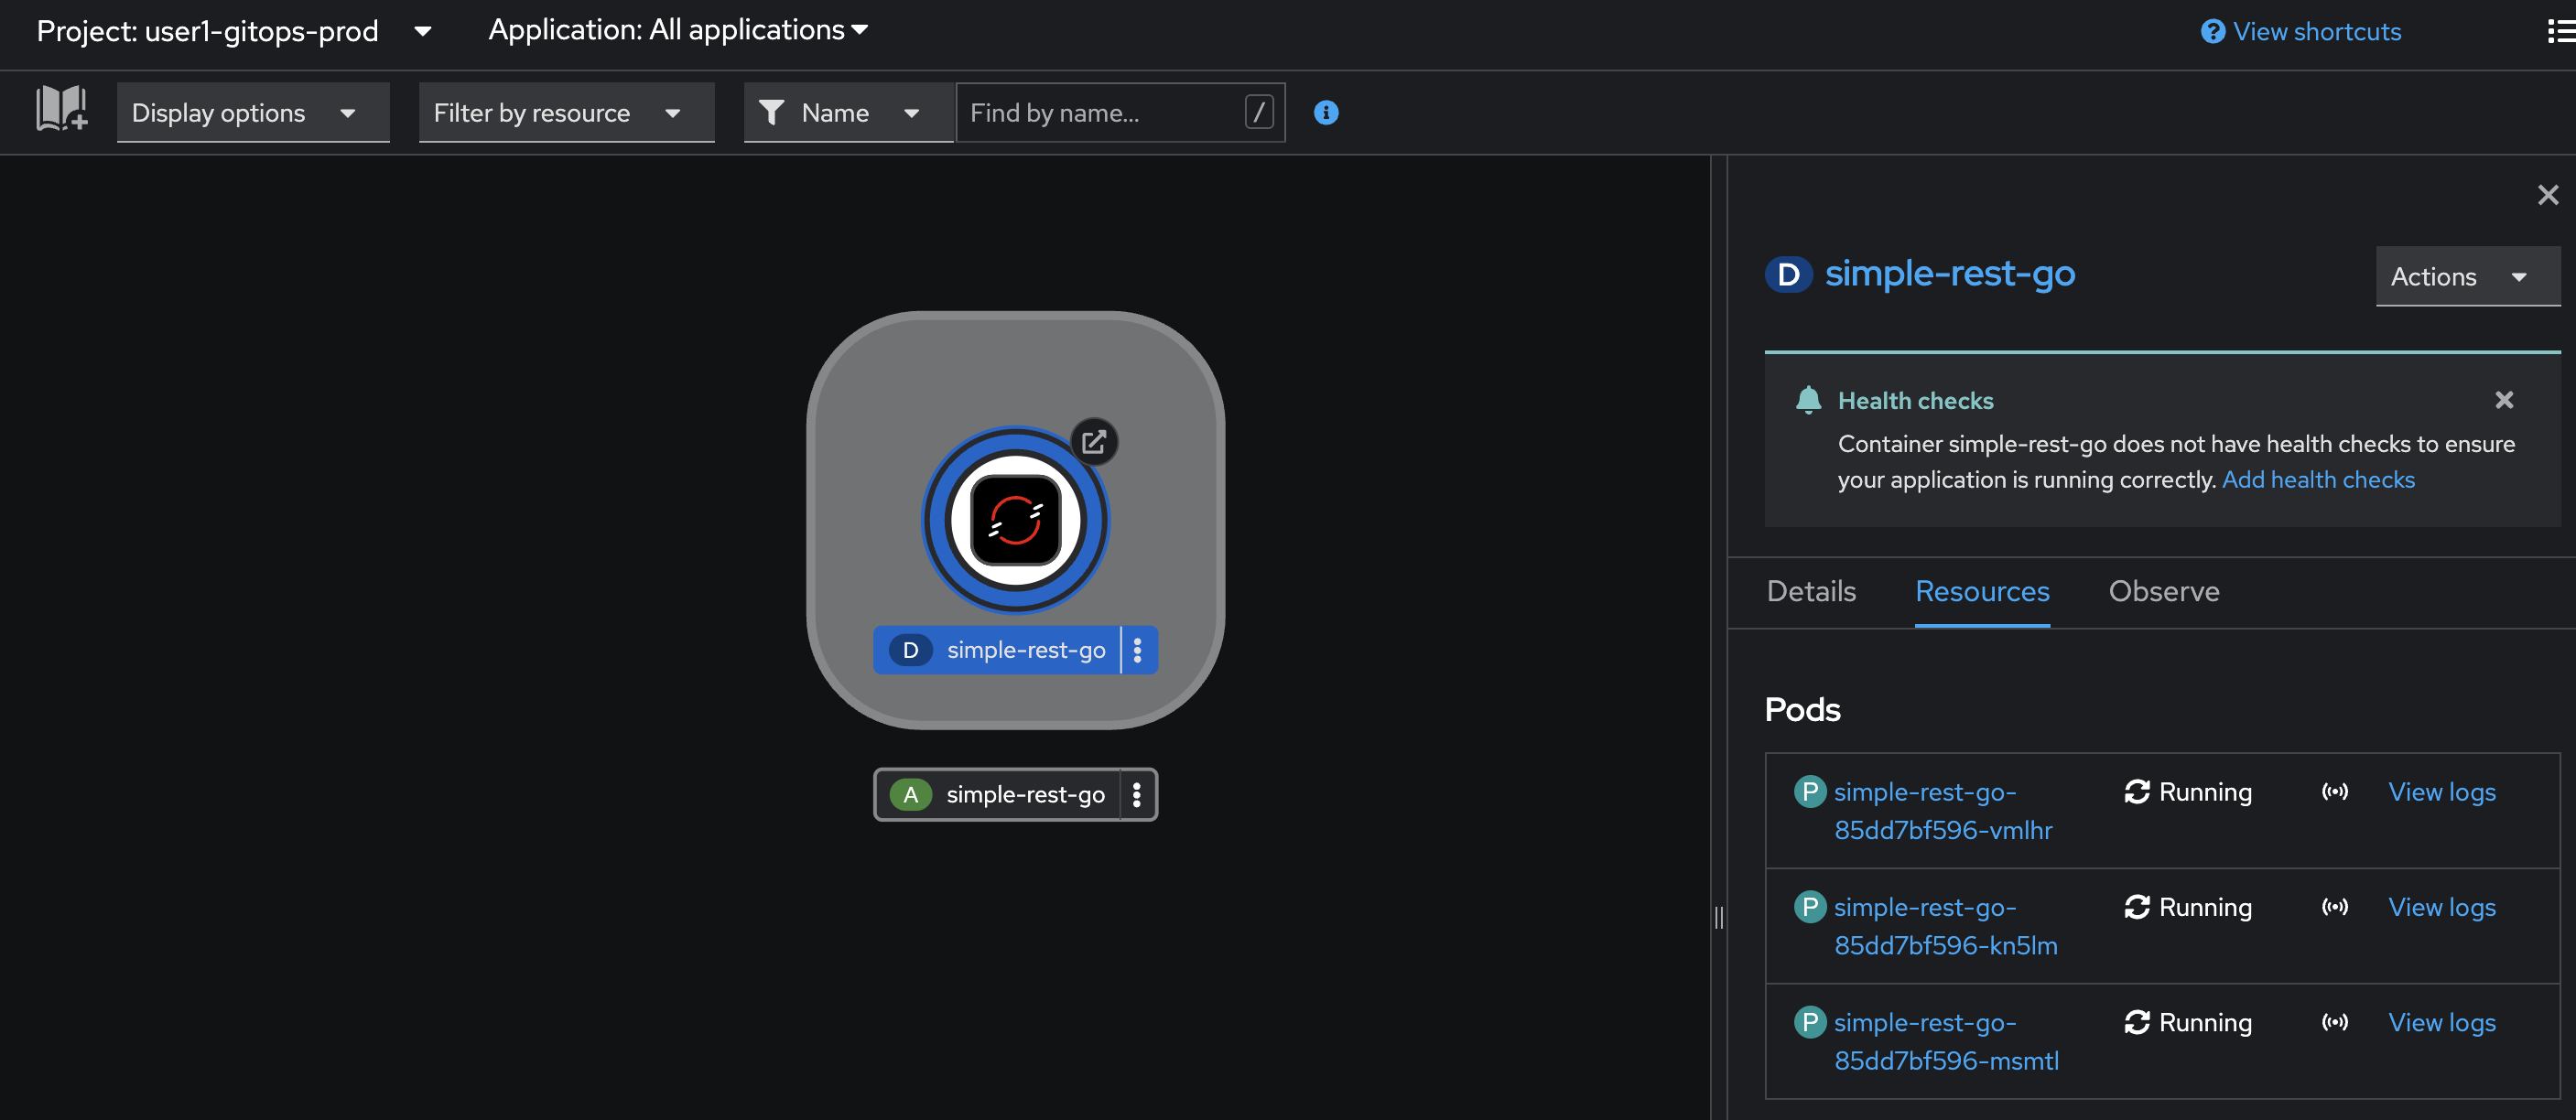 Project: user1-gitops-prod
Application: All applications
View shortcuts
Display options
Filter by resource
Name
Find by name...
/
D simple-rest-go
Actions
Health checks
Container simple-rest-go does not have health checks to ensure
your application is running correctly. Add health checks
Details Resources Observe
D simple-rest-go
A simple-rest-go
Pods
P simple-rest-go-
85dd7bf596-vmlhr
Running
View logs
P simple-rest-go-
85dd7bf596-kn5lm
Running
View logs
P simple-rest-go-
85dd7bf596-msmtl
Running
View logs